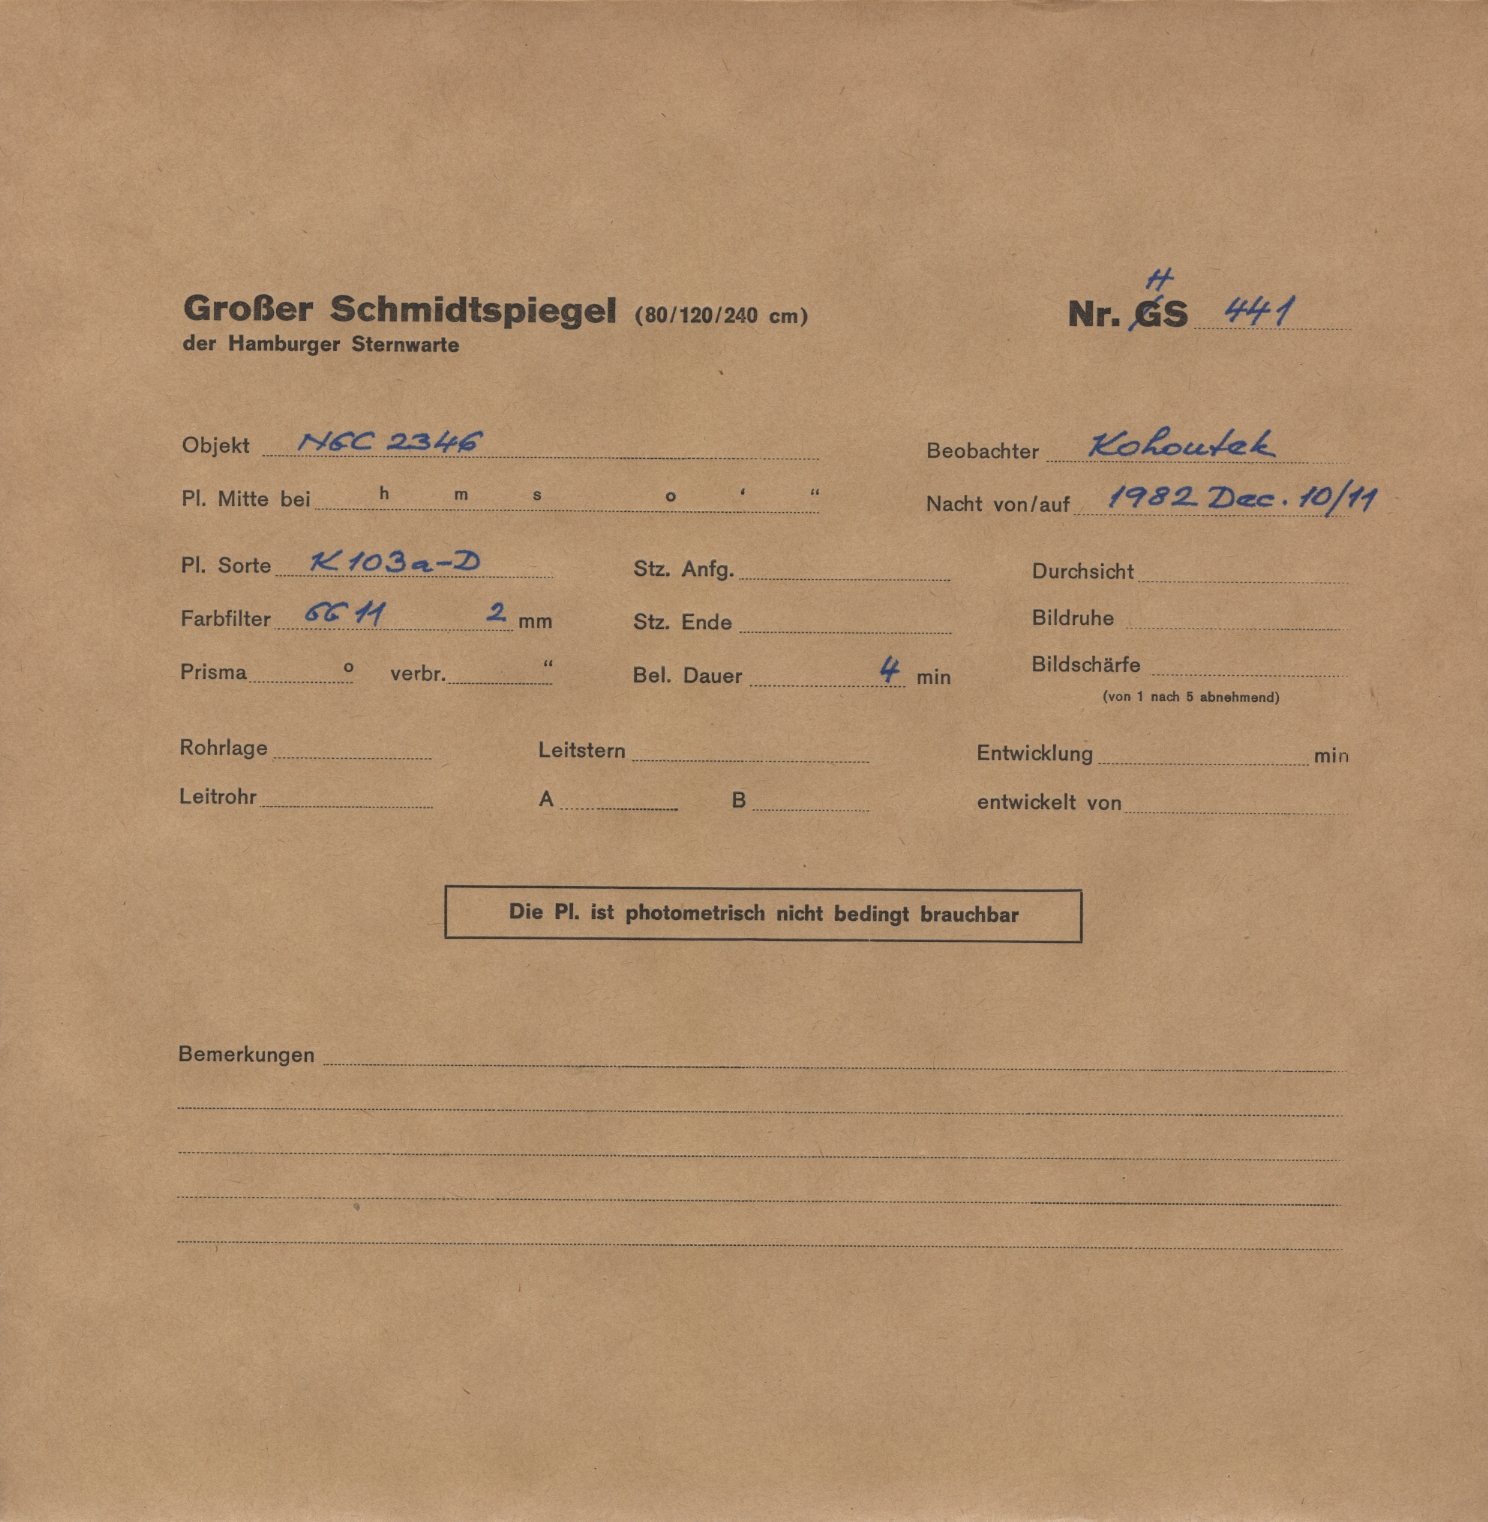 Großer Schmidtspiegel (80/120/240 cm)
der Hamburger Sternwarte
H
Nr. GS 441
Objekt NGC 2346
Beobachter Kohoutek
Pl. Mitte bei h m s o ‘ “
Nacht von/auf 1982 Dec. 10/11
Pl. Sorte K 103a-D
Stz. Anfg.
Durchsicht
Farbfilter GG 11 2 mm
Stz. Ende
Bildruhe
Prisma o verbr. “
Bel. Dauer 4 min
Bildschärfe
(von 1 nach 5 abnehmend)
Rohrlage
Leitstern
Entwicklung min
Leitrohr
A B
entwickelt von
Die Pl. ist photometrisch nicht bedingt brauchbar
Bemerkungen